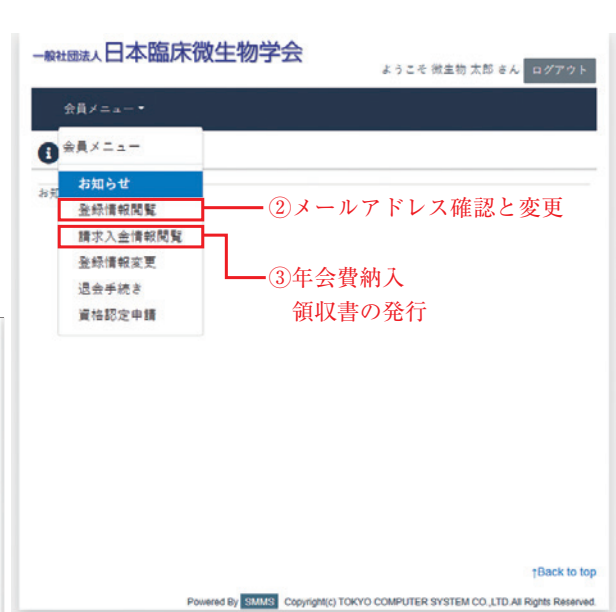 一般社団法人日本臨床微生物学会
ようこそ 微生物 太郎 さん ログアウト
会員メニュー
会員メニュー
お知らせ
お知
登録情報閲覧
②メールアドレス確認と変更
請求入金情報閲覧
登録情報変更
③年会費納入
退会手続き
領収書の発行
資格認定申請
↑Back to top
Powered By SMMS Copyright(c) TOKYO COMPUTER SYSTEM CO.,LTD.All Rights Reserved.